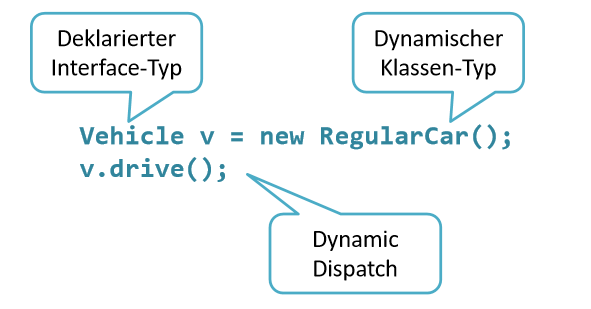 Deklarierter
Interface-Typ
Dynamischer
Klassen-Typ
Vehicle v = new RegularCar();
v.drive();
Dynamic
Dispatch